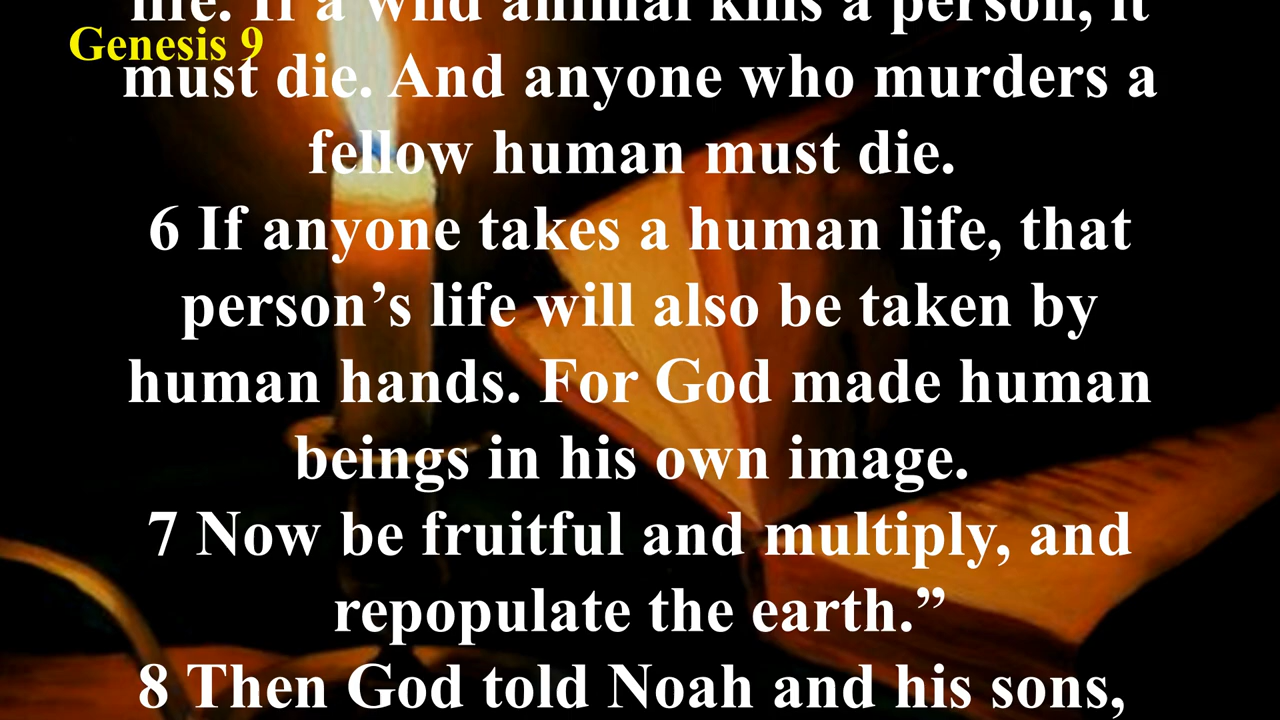 life. If a wild animal kills a person, it
Genesis 9
must die. And anyone who murders a
fellow human must die.
6 If anyone takes a human life, that
person’s life will also be taken by
human hands. For God made human
beings in his own image.
7 Now be fruitful and multiply, and
repopulate the earth.”
8 Then God told Noah and his sons,